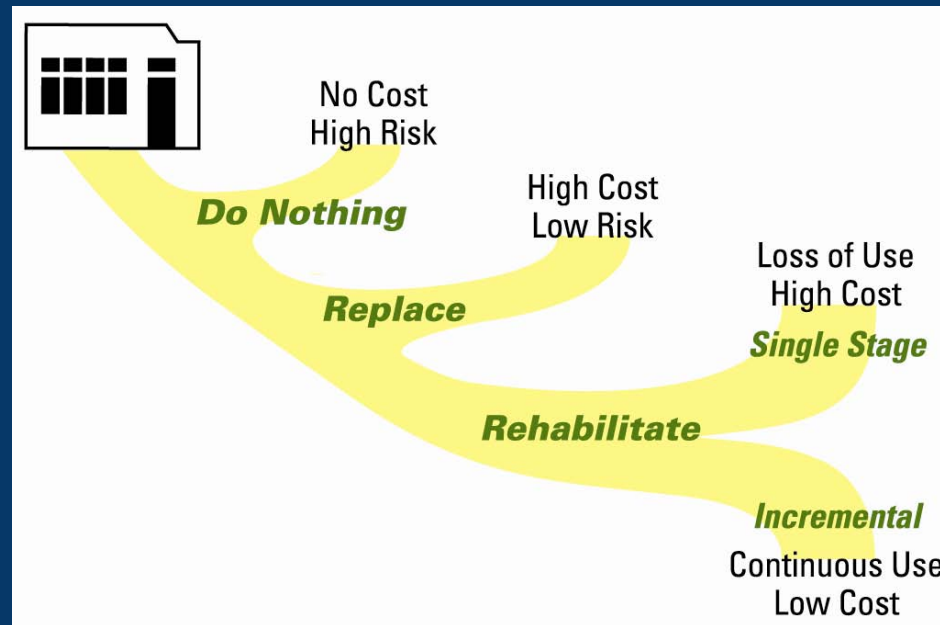 No Cost
High Risk
Do Nothing
High Cost
Low Risk
Replace
Loss of Use
High Cost
Single Stage
Rehabilitate
Incremental
Continuous Use
Low Cost